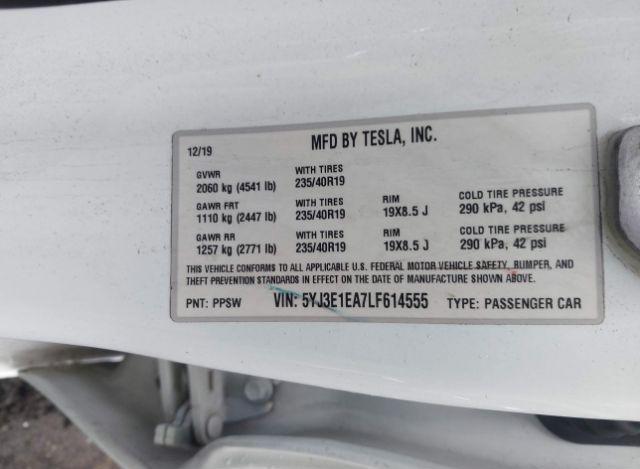 MFD BY TESLA, INC.
12/19
GVWR WITH TIRES
2060 kg (4541 lb) 235/40R19
GAWR FRT WITH TIRES RIM COLD TIRE PRESSURE
1110 kg (2447 lb) 235/40R19 19X8.5 J 290 kPa, 42 psi
GAWR RR WITH TIRES RIM COLD TIRE PRESSURE
1257 kg (2771 lb) 235/40R19 19X8.5 J 290 kPa, 42 psi
THIS VEHICLE CONFORMS TO ALL APPLICABLE U.S. FEDERAL MOTOR VEHICLE SAFETY, BUMPER, AND
THEFT PREVENTION STANDARDS IN EFFECT ON THE DATE OF MANUFACTURE SHOWN ABOVE.
PNT: PPSW VIN: 5YJ3E1EA7LF614555 TYPE: PASSENGER CAR